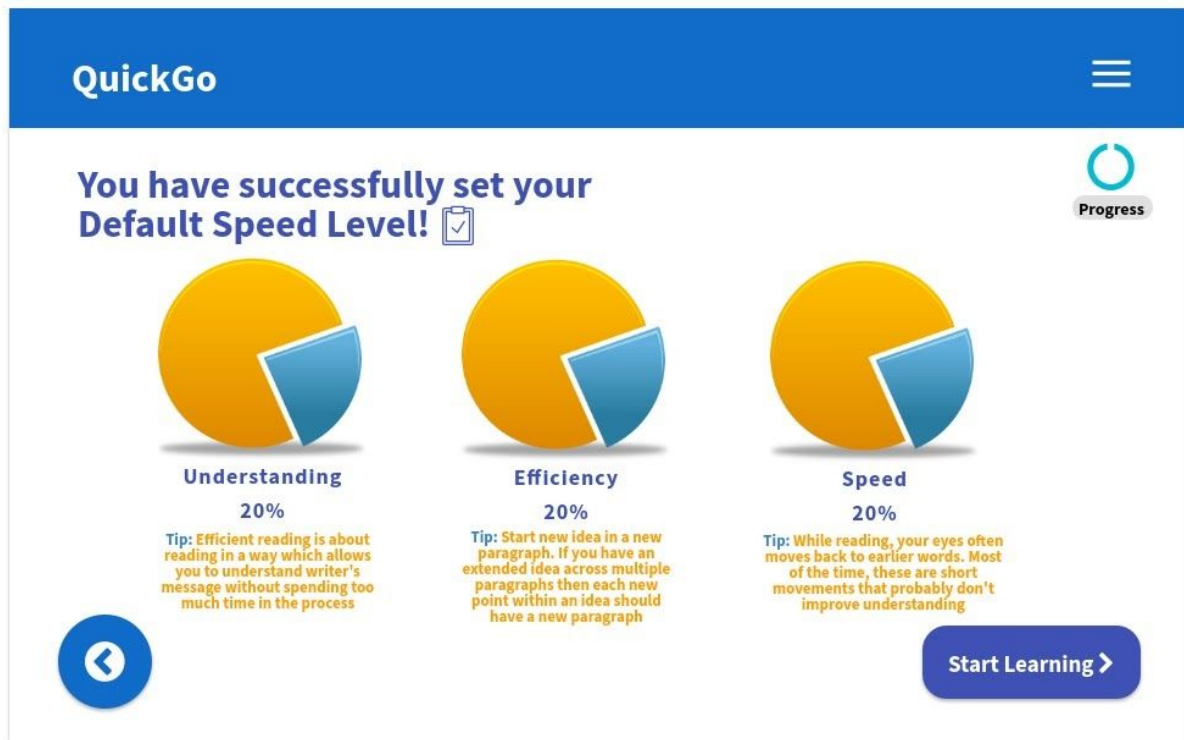 QuickGo
You have successfully set your
Default Speed Level!
Progress
Understanding
20%
Tip: Efficient reading is about
reading in a way which allows
you to understand writer's
message without spending too
much time in the process
Efficiency
20%
Tip: Start new idea in a new
paragraph. If you have an
extended idea across multiple
paragraphs then each new
point within an idea should
have a new paragraph
Speed
20%
Tip: While reading, your eyes often
moves back to earlier words. Most
of the time, these are short
movements that probably don't
improve understanding
Start Learning